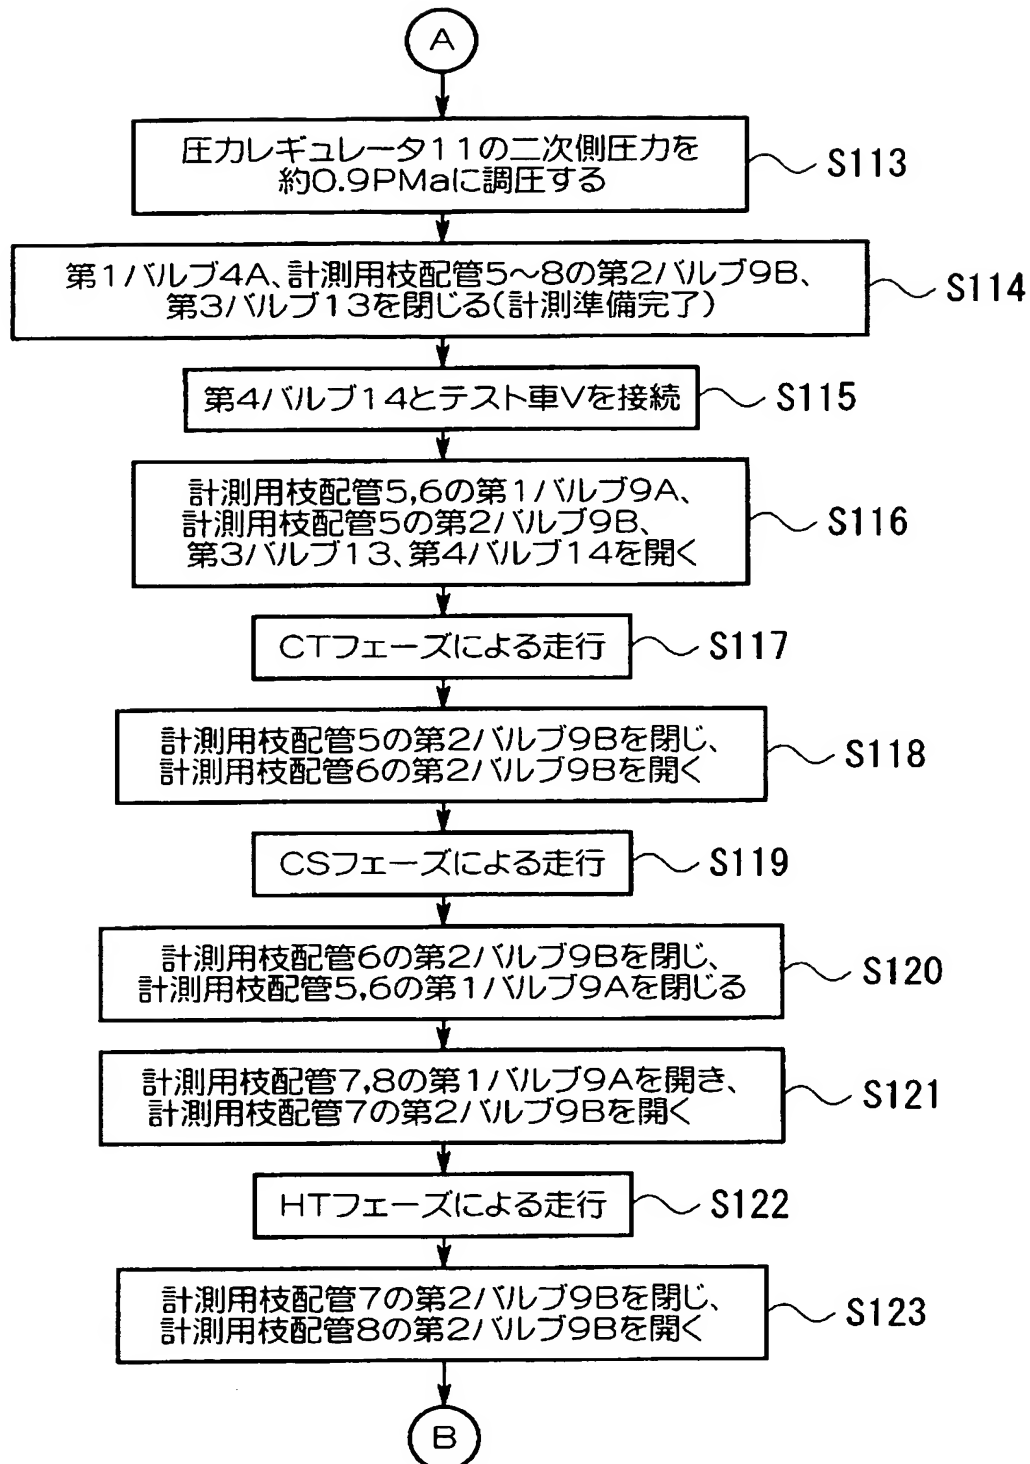 A
圧力レギュレータ11の二次側圧力を
約0.9PMaに調圧する
S113
第1バルブ4A、計測用枝配管5～8の第2バルブ9B、
第3バルブ13を閉じる(計測準備完了)
S114
第4バルブ14とテスト車Vを接続
S115
計測用枝配管5,6の第1バルブ9A、
計測用枝配管5の第2バルブ9B、
第3バルブ13、第4バルブ14を開く
S116
CTフェーズによる走行
S117
計測用枝配管5の第2バルブ9Bを閉じ、
計測用枝配管6の第2バルブ9Bを開く
S118
CSフェーズによる走行
S119
計測用枝配管6の第2バルブ9Bを閉じ、
計測用枝配管5,6の第1バルブ9Aを閉じる
S120
計測用枝配管7,8の第1バルブ9Aを開き、
計測用枝配管7の第2バルブ9Bを開く
S121
HTフェーズによる走行
S122
計測用枝配管7の第2バルブ9Bを閉じ、
計測用枝配管8の第2バルブ9Bを開く
S123
B